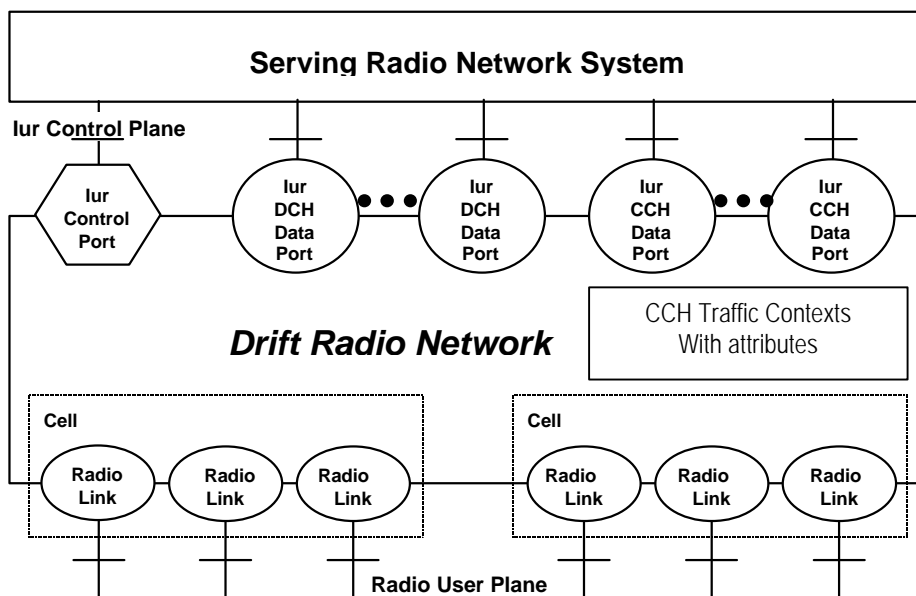 Serving Radio Network System
Iur Control Plane
Iur
Control
Port
Iur
DCH
Data
Port
Iur
DCH
Data
Port
Iur
CCH
Data
Port
Iur
CCH
Data
Port
CCH Traffic Contexts
With attributes
Drift Radio Network
Cell
Cell
Radio
Link
Radio
Link
Radio
Link
Radio
Link
Radio
Link
Radio
Link
Radio User Plane